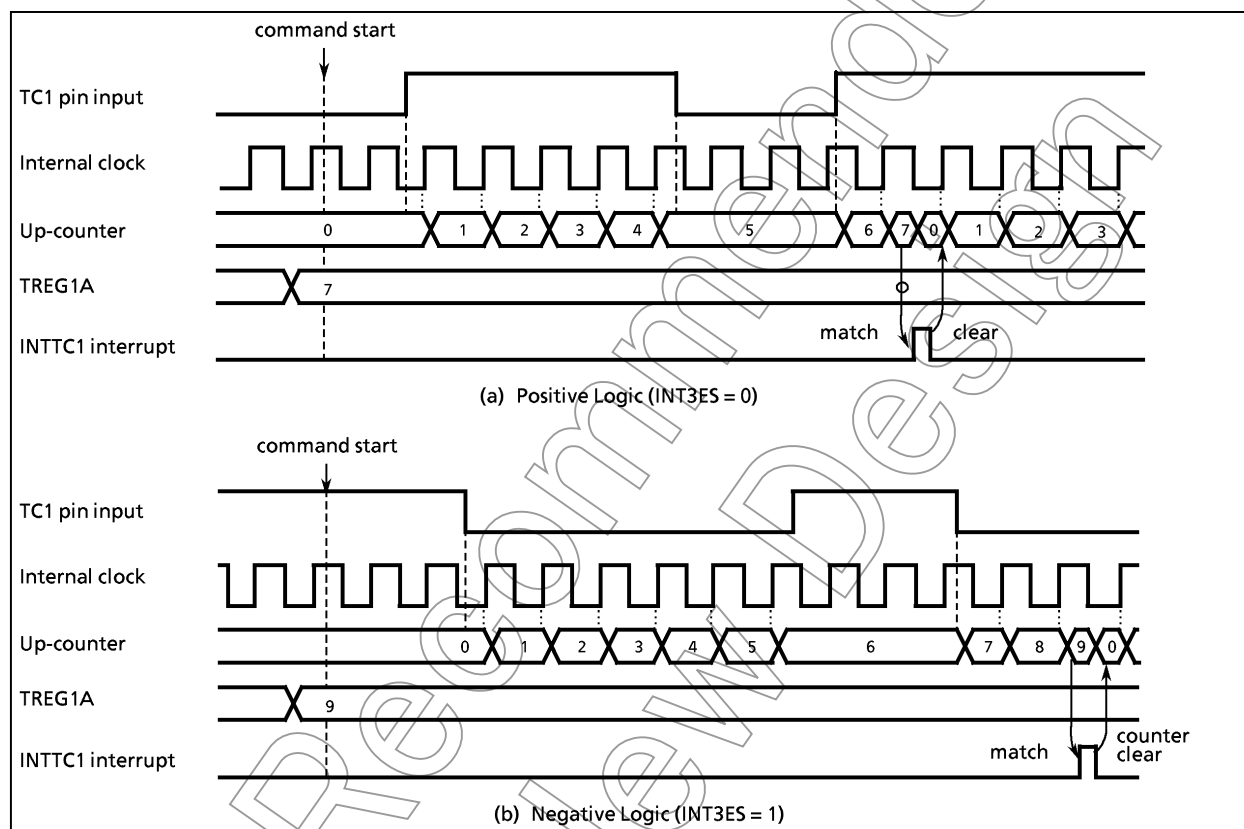 command start
TC1 pin input
Internal clock
Up-counter 0 1 2 3 4 5 6 7 0 1 2 3
TREG1A 7
INTTC1 interrupt match clear
(a) Positive Logic (INT3ES = 0)
command start
TC1 pin input
Internal clock
Up-counter 0 1 2 3 4 5 6 7 8 9 0
TREG1A 9
INTTC1 interrupt match counter
clear
(b) Negative Logic (INT3ES = 1)
Recommended
Design